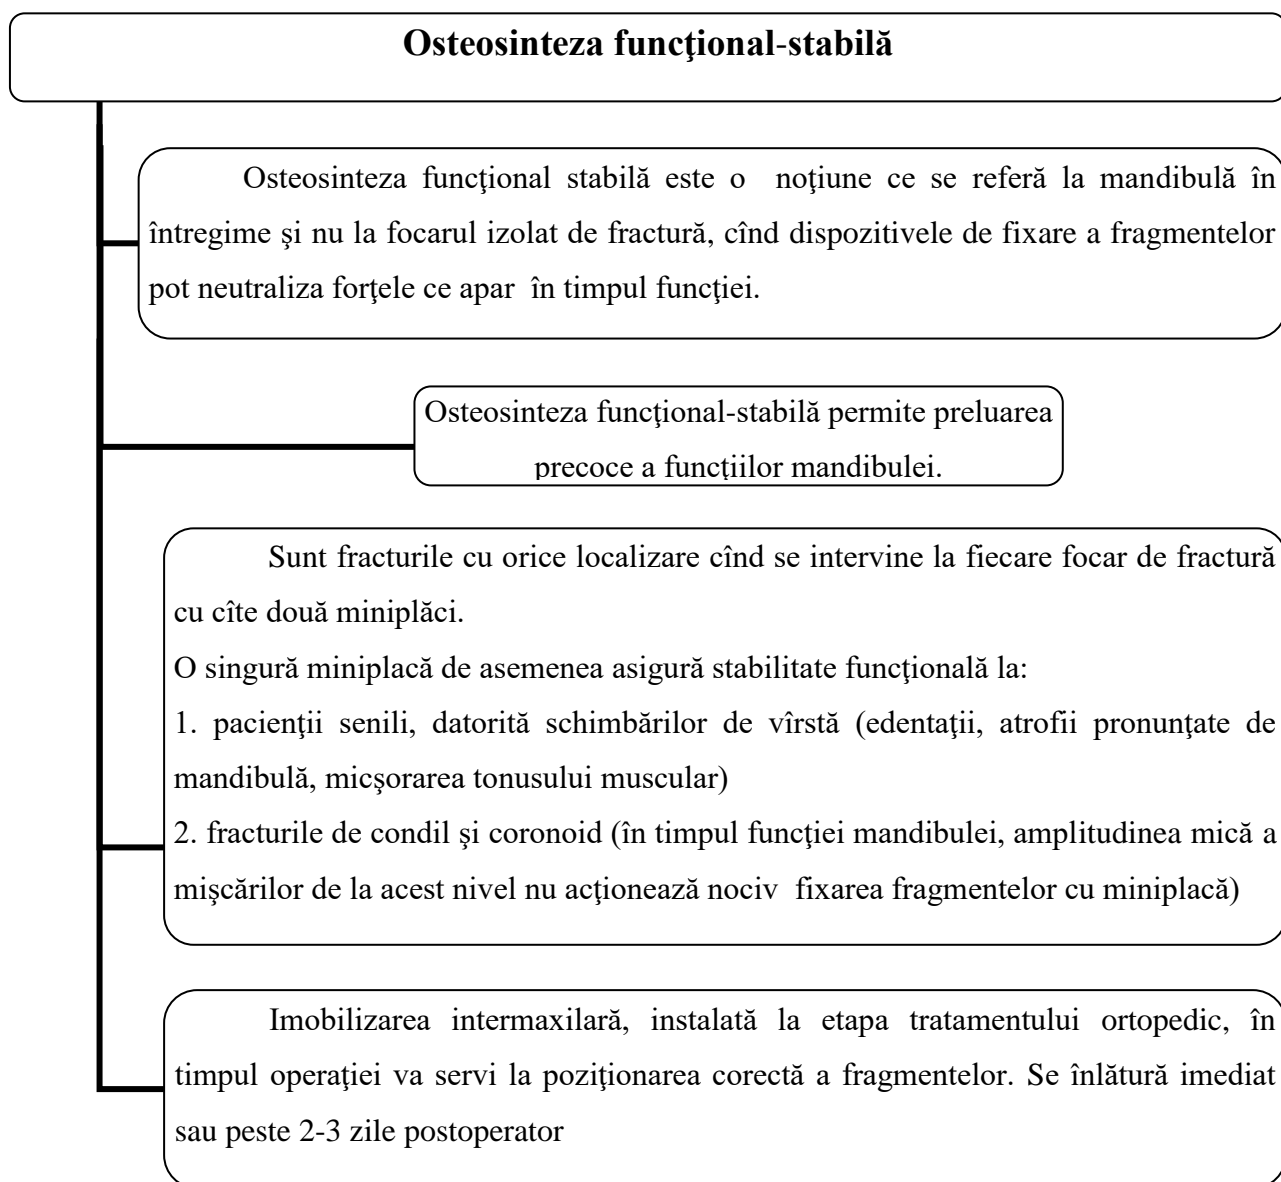 Osteosinteza funcţional-stabilă
Osteosinteza funcţional stabilă este o noţiune ce se referă la mandibulă în
întregime şi nu la focarul izolat de fractură, cînd dispozitivele de fixare a fragmentelor
pot neutraliza forţele ce apar în timpul funcţiei.
Osteosinteza funcţional-stabilă permite preluarea
precoce a funcţiilor mandibulei.
Sunt fracturile cu orice localizare cînd se intervine la fiecare focar de fractură
cu cîte două miniplăci.
O singură miniplacă de asemenea asigură stabilitate funcţională la:
1. pacienţii senili, datorită schimbărilor de vîrstă (edentaţii, atrofii pronunţate de
mandibulă, micşorarea tonusului muscular)
2. fracturile de condil şi coronoid (în timpul funcţiei mandibulei, amplitudinea mică a
mişcărilor de la acest nivel nu acţionează nociv fixarea fragmentelor cu miniplacă)
Imobilizarea intermaxilară, instalată la etapa tratamentului ortopedic, în
timpul operaţiei va servi la poziţionarea corectă a fragmentelor. Se înlătură imediat
sau peste 2-3 zile postoperator